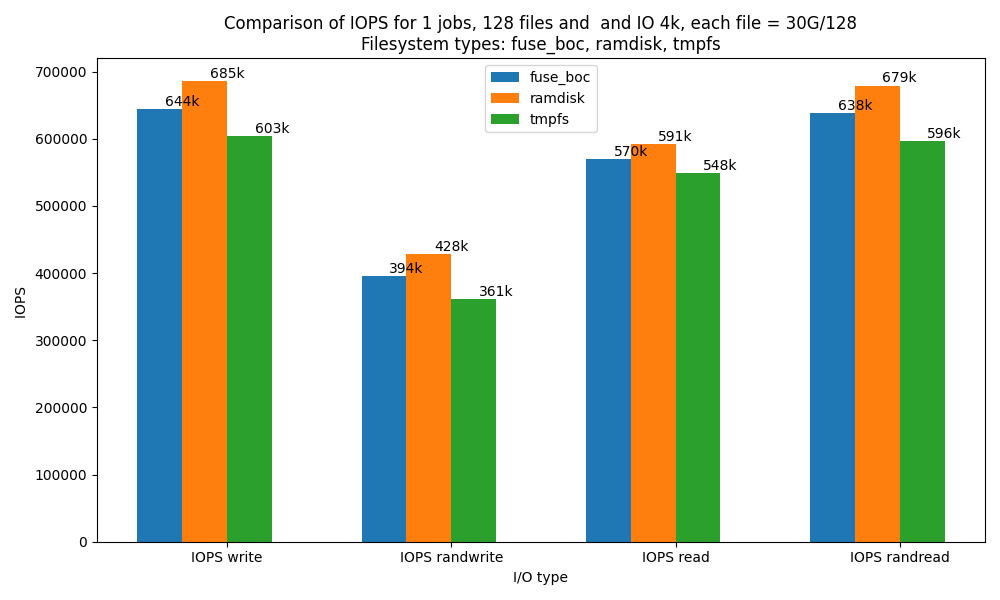 Comparison of IOPS for 1 jobs, 128 files and  and IO 4k, each file = 30G/128
Filesystem types: fuse_boc, ramdisk, tmpfs
IOPS
700000
600000
500000
400000
300000
200000
100000
0
fuse_boc
ramdisk
tmpfs
644k
685k
603k
394k
428k
361k
570k
591k
548k
638k
679k
596k
IOPS write
IOPS randwrite
IOPS read
IOPS randread
I/O type